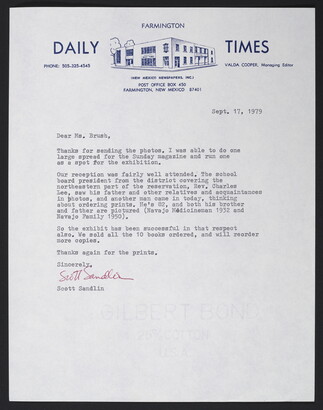 FARMINGTON
DAILY TIMES
PHONE: 505-325-4545
VALDA COOPER, Managing Editor
(NEW MEXICO NEWSPAPERS, INC.)
POST OFFICE BOX 450
FARMINGTON, NEW MEXICO 87401
Sept. 17, 1979
Dear Ms. Brush,
Thanks for sending the photos, I was able to do one
large spread for the Sunday magazine and run one
as a spot for the exhibition.
Our reception was fairly well attended. The school
board president from the district covering the
northeastern part of the reservation, Rev. Charles
Lee, saw his father and other relatives and acquaintances
in photos, and another man came in today, thinking
about ordering prints. He's 82, and both his brother
and father are pictured (Navajo Medicineman 1932 and
Navajo Family 1950).
So the exhibit has been successful in that respect
also. We sold all the 10 books ordered, and will reorder
more copies.
Thanks again for the prints.
Sincerely,
Scott Sandlin
Scott Sandlin
GILBERT BOND